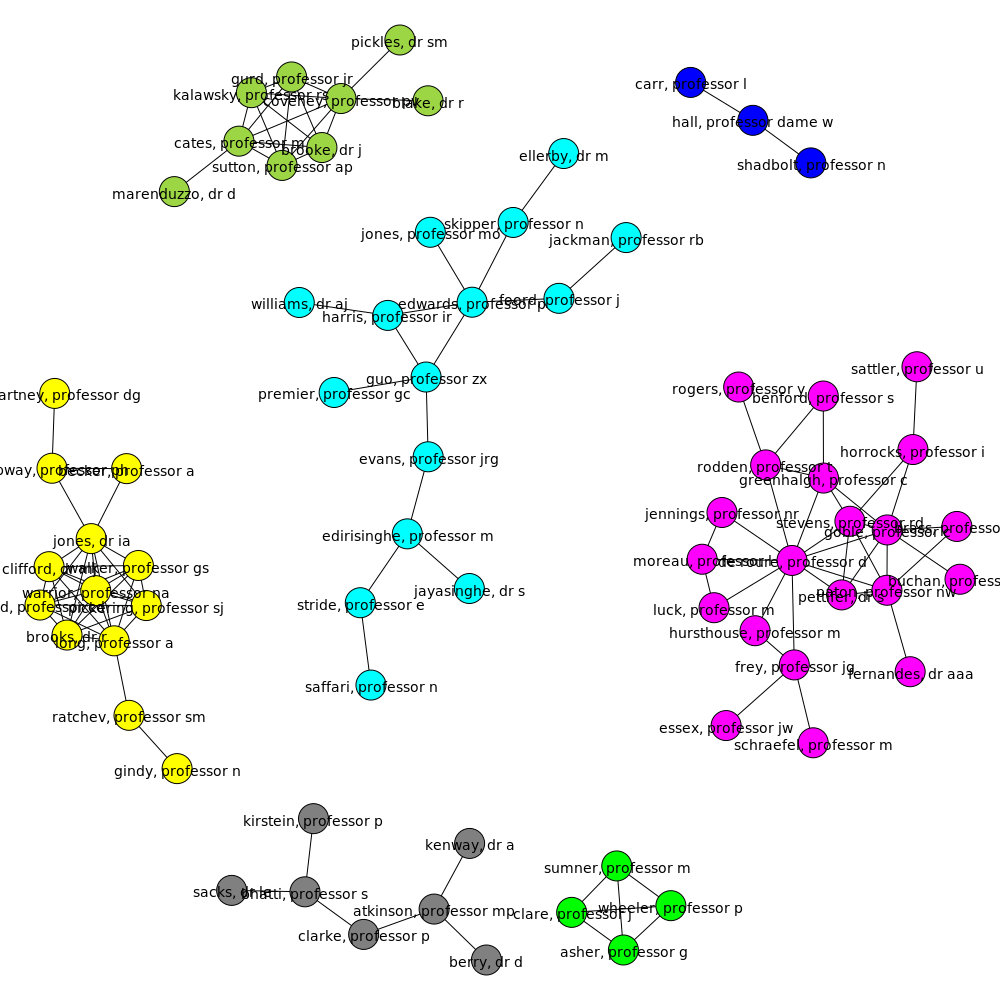 pickles, dr sm
gurd, professor jr
kalawsky, professor rs
coveney, professor pv
blake, dr r
cates, professor m
brooke, dr j
sutton, professor ap
marenduzzo, dr d
carr, professor l
hall, professor dame w
shadbolt, professor n
ellerby, dr m
skipper, professor n
jones, professor mo
jackman, professor rb
williams, dr aj
harris, professor ir
edwards, professor p
foord, professor j
guo, professor zx
premier, professor gc
evans, professor jrg
edirisinghe, professor m
stride, professor e
jayasinghe, dr s
saffari, professor n
artney, professor dg
oway, professor ph
becker, professor a
jones, dr ia
clifford, dr mk
walker, professor gs
warrior, professor na
d, professor
pickering, professor sj
brooks, dr r
long, professor a
ratchev, professor sm
gindy, professor n
sattler, professor u
rogers, professor y
benford, professor s
horrocks, professor i
rodden, professor t
greenhalgh, professor c
jennings, professor nr
stevens, professor rd
goble, professor c
brass, professor
moreau, professor l
de roure, professor d
pettifer, dr s
paton, professor nw
buchan, profess
luck, professor m
hursthouse, professor m
frey, professor jg
fernandes, dr aaa
essex, professor jw
schraefel, professor m
kirstein, professor p
kenway, dr a
sacks, dr le
bhatti, professor s
atkinson, professor mp
clarke, professor p
berry, dr d
sumner, professor m
clare, professor j
wheeler, professor p
asher, professor g